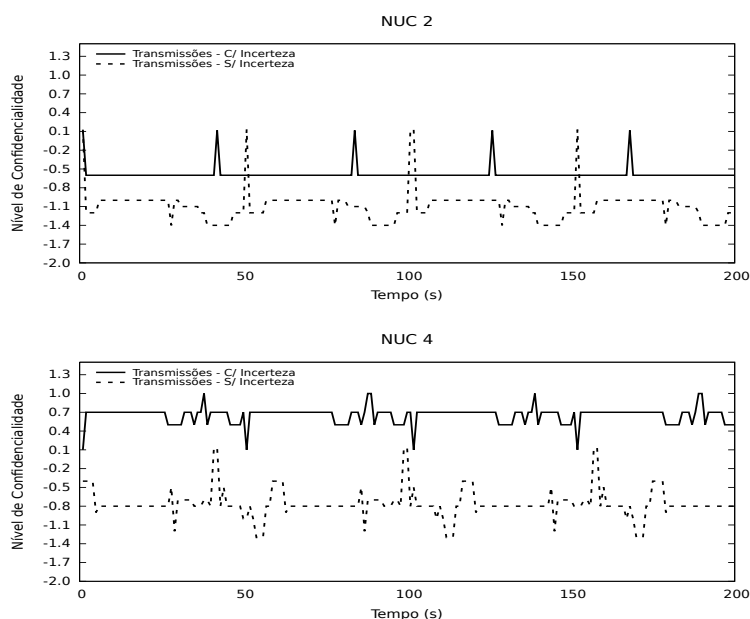 NUC 2
Nível de Confidencialidade
Transmissões - C/ Incerteza
Transmissões - S/ Incerteza
1.3
1.0
0.7
0.4
0.1
-0.2
-0.5
-0.8
-1.1
-1.4
-1.7
-2.0
0 50 100 150 200
Tempo (s)
NUC 4
Nível de Confidencialidade
Transmissões - C/ Incerteza
Transmissões - S/ Incerteza
1.3
1.0
0.7
0.4
0.1
-0.2
-0.5
-0.8
-1.1
-1.4
-1.7
-2.0
0 50 100 150 200
Tempo (s)